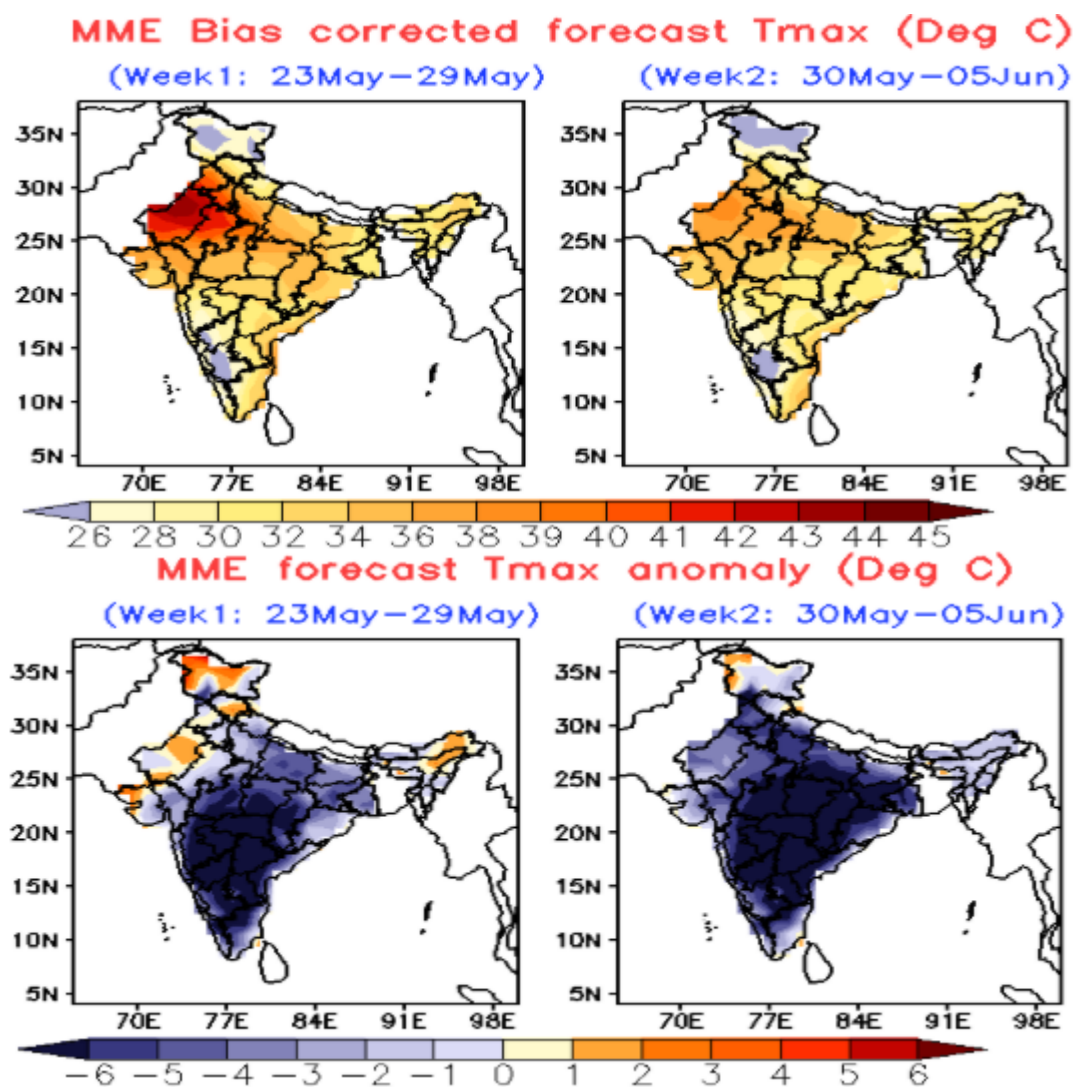 MME Bias corrected forecast Tmax (Deg C)
(Week1: 23May-29May) (Week2: 30May-05Jun)
35N 35N
30N 30N
25N 25N
20N 20N
15N 15N
10N 10N
5N 5N
70E 77E 84E 91E 98E 70E 77E 84E 91E 98E
26 28 30 32 34 36 38 39 40 41 42 43 44 45
MME forecast Tmax anomaly (Deg C)
(Week1: 23May-29May) (Week2: 30May-05Jun)
35N 35N
30N 30N
25N 25N
20N 20N
15N 15N
10N 10N
5N 5N
70E 77E 84E 91E 98E 70E 77E 84E 91E 98E
-6 -5 -4 -3 -2 -1 0 1 2 3 4 5 6